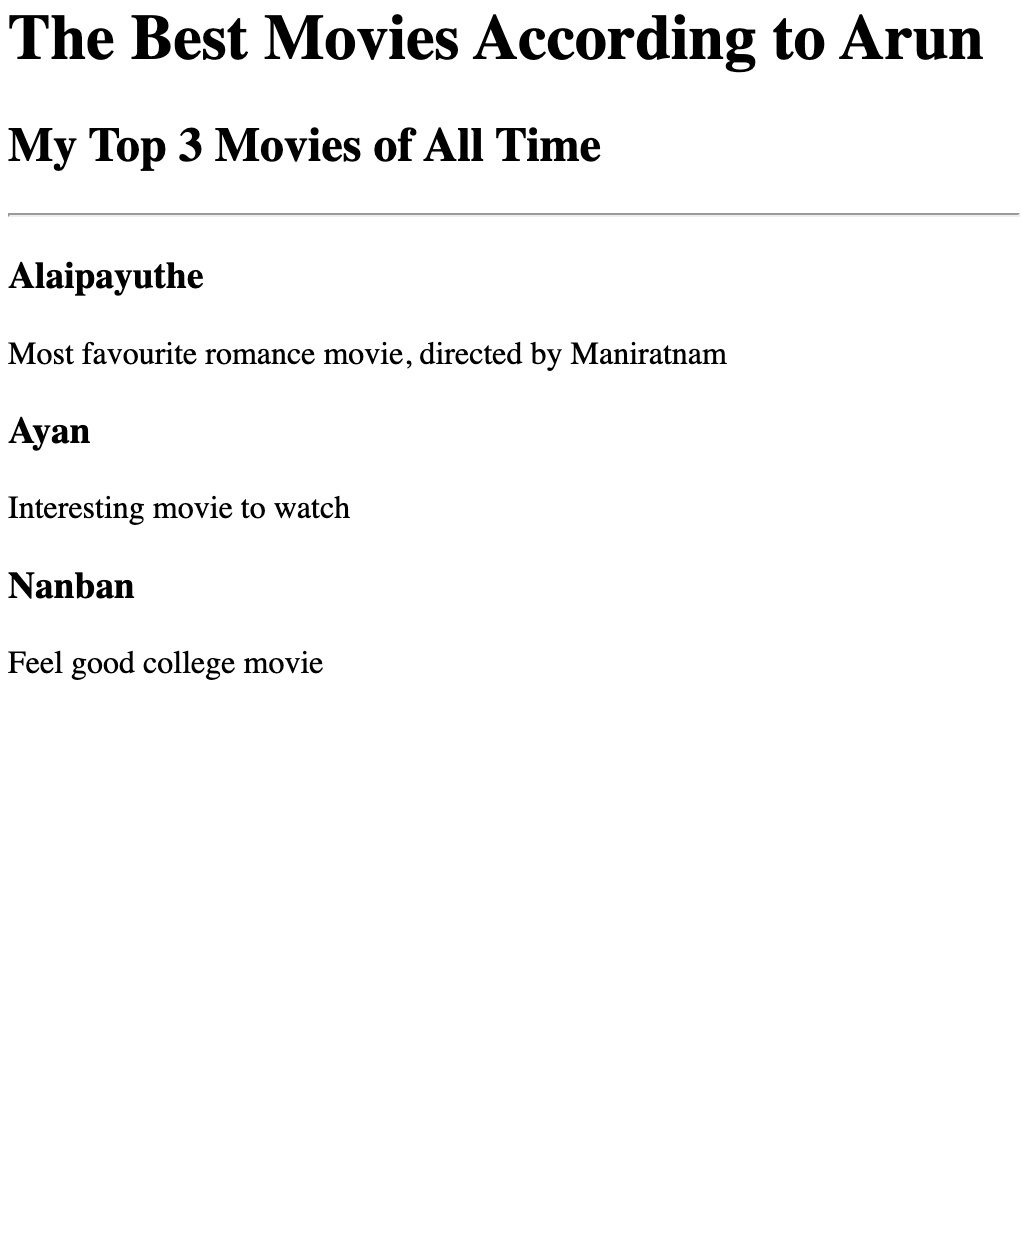 The Best Movies According to Arun
My Top 3 Movies of All Time
Alaipayuthe
Most favourite romance movie, directed by Maniratnam
Ayan
Interesting movie to watch
Nanban
Feel good college movie